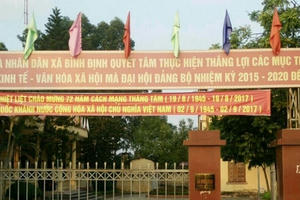 À NHÂN DÂN XÃ BÌNH ĐỊNH QUYẾT TÂM THỰC HIỆN THẮNG LỢI CÁC MỤC T
KINH TẾ - VĂN HÓA XÃ HỘI MÀ ĐẠI HỘI ĐẢNG BỘ NHIỆM KỲ 2015 - 2020 ĐỀ
NHIỆT LIỆT CHÀO MỪNG 72 NĂM CÁCH MẠNG THÁNG TÁM ( 19 / 8 / 1945 - 19 / 8 / 2017 )
QUỐC KHÁNH NƯỚC CỘNG HÒA XÃ HỘI CHỦ NGHĨA VIỆT NAM ( 02 / 9 / 1945 - 02 / 9 / 2017 )